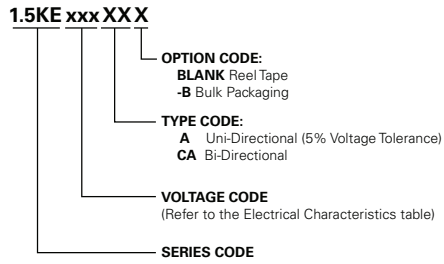 1.5KE xxx XX X
OPTION CODE:
BLANK Reel Tape
-B Bulk Packaging
TYPE CODE:
A Uni-Directional (5% Voltage Tolerance)
CA Bi-Directional
VOLTAGE CODE
(Refer to the Electrical Characteristics table)
SERIES CODE